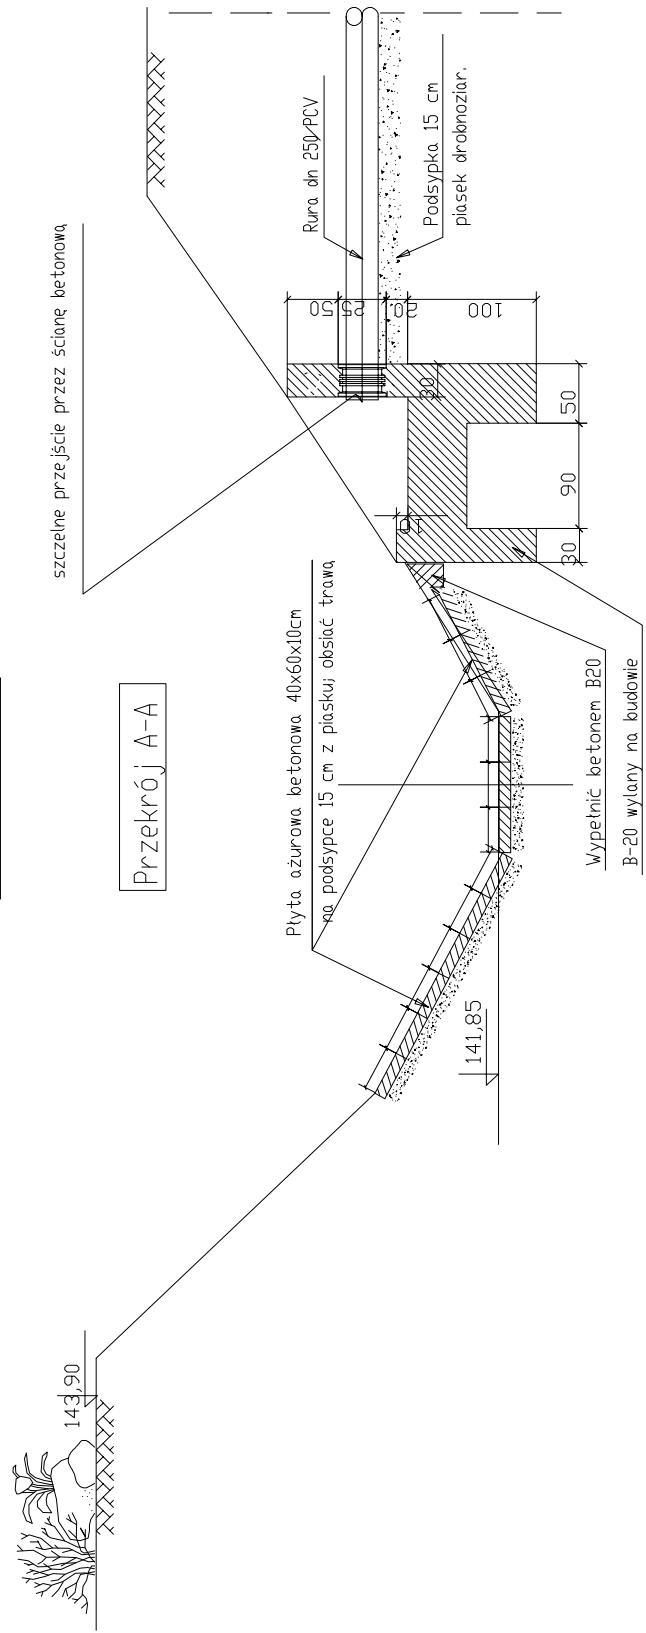 szczelne przejście przez ścianę betonową
Przekrój A-A
Rura dn 250/PCV
Podsypka 15 cm
piasek drobnoziar.
50
25,50
20
100
30
10
50
90
30
Płyta ażurowa betonowa 40x60x10cm
na podsypce 15 cm z piasku; obsiać trawą
Wypełnić betonem B20
B-20 wylany na budowie
141,85
143,90